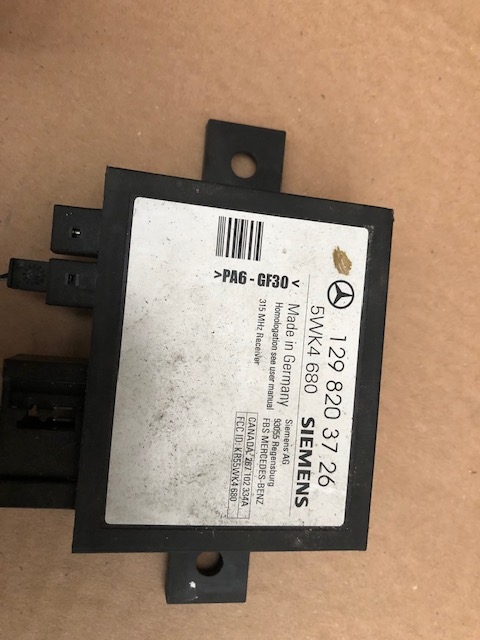 129 820 37 26
5WK4 680
SIEMENS
Made in Germany
Siemens AG
Homologation see user manual
93055 Regensburg
315 MHz Receiver
FBS MERCEDES-BENZ
CANADA: 267 102 334A
FCC ID: KR55WK4 680
>PA6 - GF30<